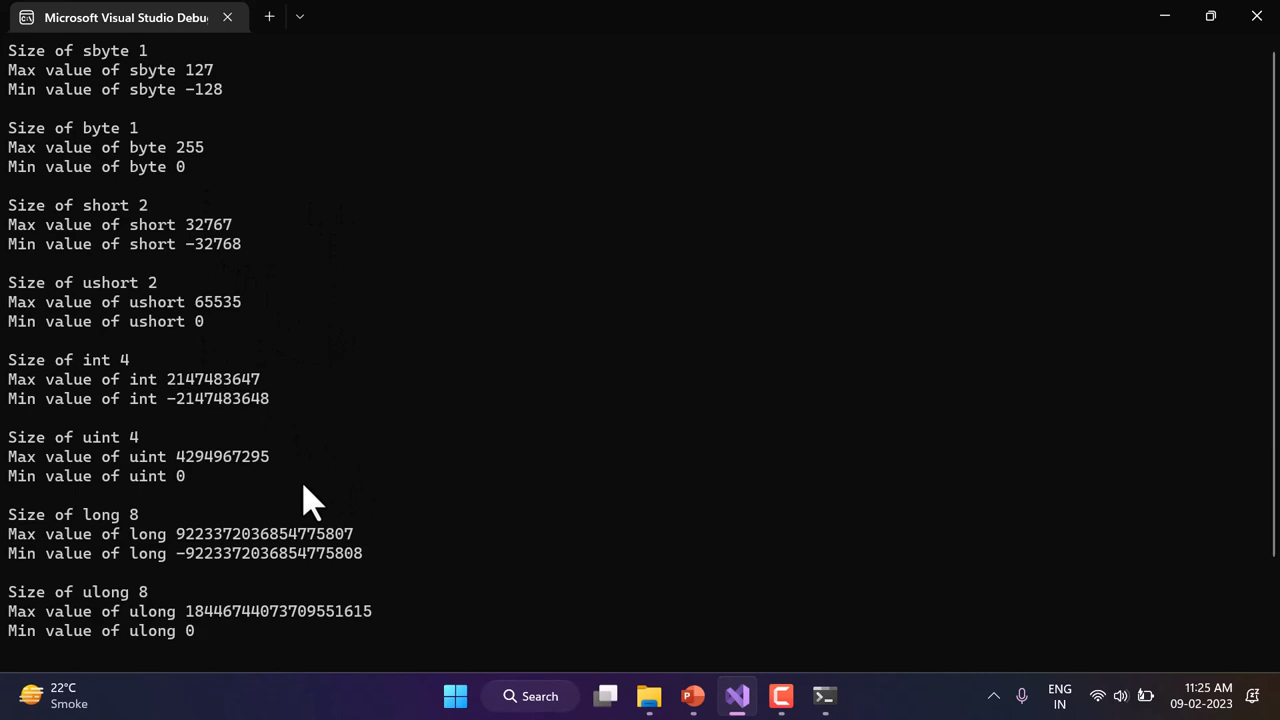 Microsoft Visual Studio Debu
Size of sbyte 1
Max value of sbyte 127
Min value of sbyte -128
Size of byte 1
Max value of byte 255
Min value of byte 0
Size of short 2
Max value of short 32767
Min value of short -32768
Size of ushort 2
Max value of ushort 65535
Min value of ushort 0
Size of int 4
Max value of int 2147483647
Min value of int -2147483648
Size of uint 4
Max value of uint 4294967295
Min value of uint 0
Size of long 8
Max value of long 9223372036854775807
Min value of long -9223372036854775808
Size of ulong 8
Max value of ulong 18446744073709551615
Min value of ulong 0
22°C
Smoke
Search
ENG
IN
11:25 AM
09-02-2023